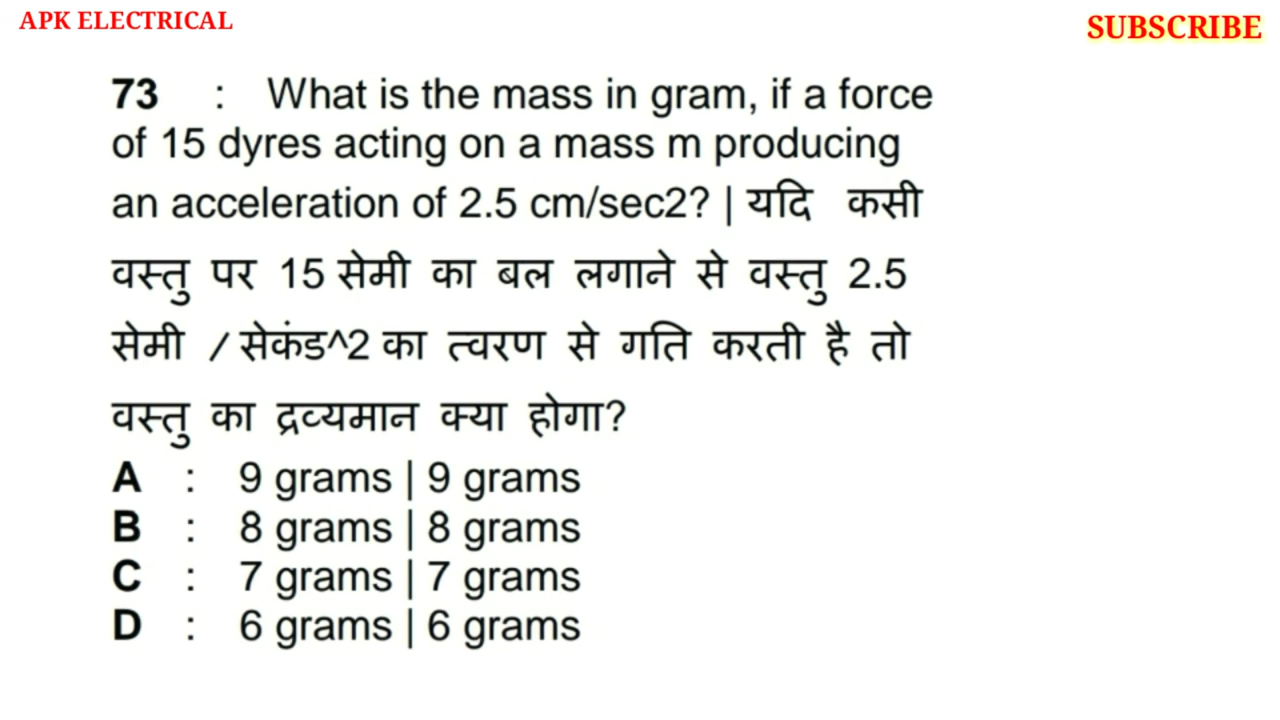 APK ELECTRICAL
SUBSCRIBE
73 : What is the mass in gram, if a force
of 15 dyres acting on a mass m producing
an acceleration of 2.5 cm/sec2? | यदि कसी
वस्तु पर 15 सेमी का बल लगाने से वस्तु 2.5
सेमी / सेकंड^2 का त्वरण से गति करती है तो
वस्तु का द्रव्यमान क्या होगा?
A : 9 grams | 9 grams
B : 8 grams | 8 grams
C : 7 grams | 7 grams
D : 6 grams | 6 grams